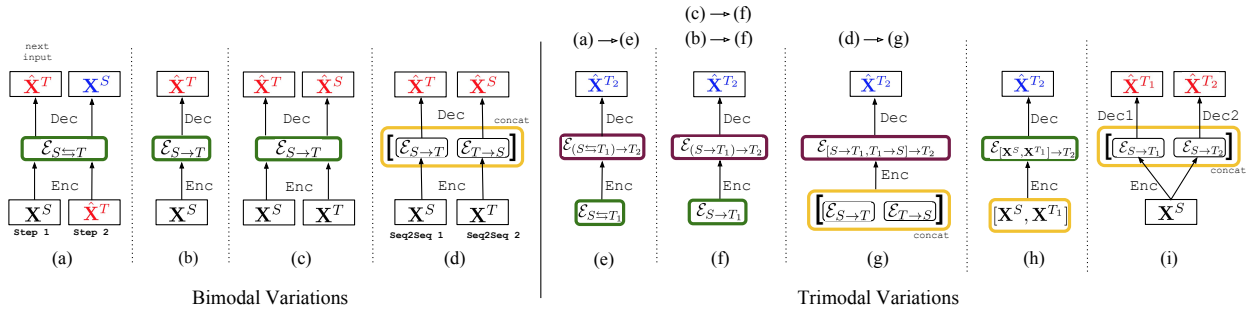 (c) → (f)
(a) → (e) (b) → (f) (d) → (g)
next
input
X̂^T X^S X̂^T X̂^T X̂^S X̂^T X̂^S X̂^{T_2} X̂^{T_2} X̂^{T_2} X̂^{T_2} X̂^{T_1} X̂^{T_2}
Dec Dec Dec Dec concat Dec Dec Dec Dec Dec1 Dec2
ℰ_{S⇆T} ℰ_{S→T} ℰ_{S→T} [ℰ_{S→T} ℰ_{T→S}] ℰ_{(S⇆T_1)→T_2} ℰ_{(S→T_1)→T_2} ℰ_{[S→T_1,T_1→S]→T_2} ℰ_{[X^S,X^{T_1}]→T_2} [ℰ_{S→T_1} ℰ_{S→T_2}]
concat
Enc Enc Enc Enc Enc Enc Enc Enc Enc
X^S X̂^T X^S X^S X^T X^S X^T ℰ_{S⇆T_1} ℰ_{S→T_1} [ℰ_{S→T} ℰ_{T→S}] [X^S, X^{T_1}] X^S
Step 1 Step 2 Seq2Seq 1 Seq2Seq 2 concat
(a) (b) (c) (d) (e) (f) (g) (h) (i)
Bimodal Variations Trimodal Variations